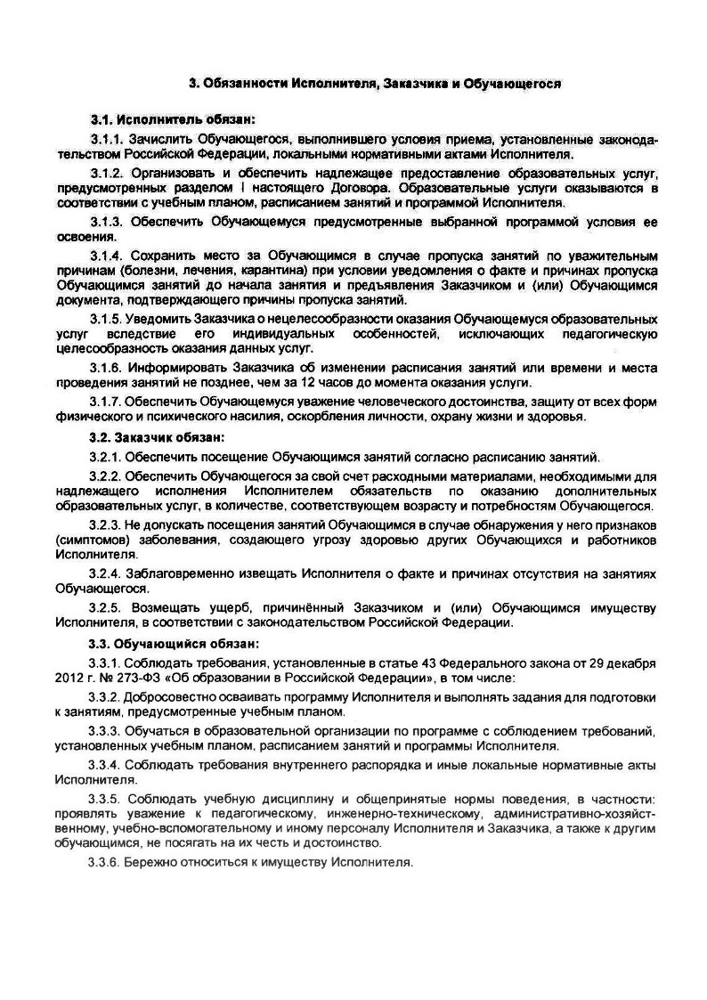 3. Обязанности Исполнителя, Заказчика и Обучающегося
3.1. Исполнитель обязан:
3.1.1. Зачислить Обучающегося, выполнившего условия приема, установленные законода-
тельством Российской Федерации, локальными нормативными актами Исполнителя.
3.1.2. Организовать и обеспечить надлежащее предоставление образовательных услуг,
предусмотренных разделом I настоящего Договора. Образовательные услуги оказываются в
соответствии с учебным планом, расписанием занятий и программой Исполнителя.
3.1.3. Обеспечить Обучающемуся предусмотренные выбранной программой условия ее
освоения.
3.1.4. Сохранить место за Обучающимся в случае пропуска занятий по уважительным
причинам (болезни, лечения, карантина) при условии уведомления о факте и причинах пропуска
Обучающимся занятий до начала занятия и предъявления Заказчиком и (или) Обучающимся
документа, подтверждающего причины пропуска занятий.
3.1.5. Уведомить Заказчика о нецелесообразности оказания Обучающемуся образовательных
услуг вследствие его индивидуальных особенностей, исключающих педагогическую
целесообразность оказания данных услуг.
3.1.6. Информировать Заказчика об изменении расписания занятий или времени и места
проведения занятий не позднее, чем за 12 часов до момента оказания услуги.
3.1.7. Обеспечить Обучающемуся уважение человеческого достоинства, защиту от всех форм
физического и психического насилия, оскорбления личности, охрану жизни и здоровья.
3.2. Заказчик обязан:
3.2.1. Обеспечить посещение Обучающимся занятий согласно расписанию занятий.
3.2.2. Обеспечить Обучающегося за свой счет расходными материалами, необходимыми для
надлежащего исполнения Исполнителем обязательств по оказанию дополнительных
образовательных услуг, в количестве, соответствующем возрасту и потребностям Обучающегося.
3.2.3. Не допускать посещения занятий Обучающимся в случае обнаружения у него признаков
(симптомов) заболевания, создающего угрозу здоровью других Обучающихся и работников
Исполнителя.
3.2.4. Заблаговременно извещать Исполнителя о факте и причинах отсутствия на занятиях
Обучающегося.
3.2.5. Возмещать ущерб, причинённый Заказчиком и (или) Обучающимся имуществу
Исполнителя, в соответствии с законодательством Российской Федерации.
3.3. Обучающийся обязан:
3.3.1. Соблюдать требования, установленные в статье 43 Федерального закона от 29 декабря
2012 г. № 273-ФЗ «Об образовании в Российской Федерации», в том числе:
3.3.2. Добросовестно осваивать программу Исполнителя и выполнять задания для подготовки
к занятиям, предусмотренные учебным планом.
3.3.3. Обучаться в образовательной организации по программе с соблюдением требований,
установленных учебным планом, расписанием занятий и программы Исполнителя.
3.3.4. Соблюдать требования внутреннего распорядка и иные локальные нормативные акты
Исполнителя.
3.3.5. Соблюдать учебную дисциплину и общепринятые нормы поведения, в частности:
проявлять уважение к педагогическому, инженерно-техническому, административно-хозяйст-
венному, учебно-вспомогательному и иному персоналу Исполнителя и Заказчика, а также к другим
обучающимся, не посягать на их честь и достоинство.
3.3.6. Бережно относиться к имуществу Исполнителя.